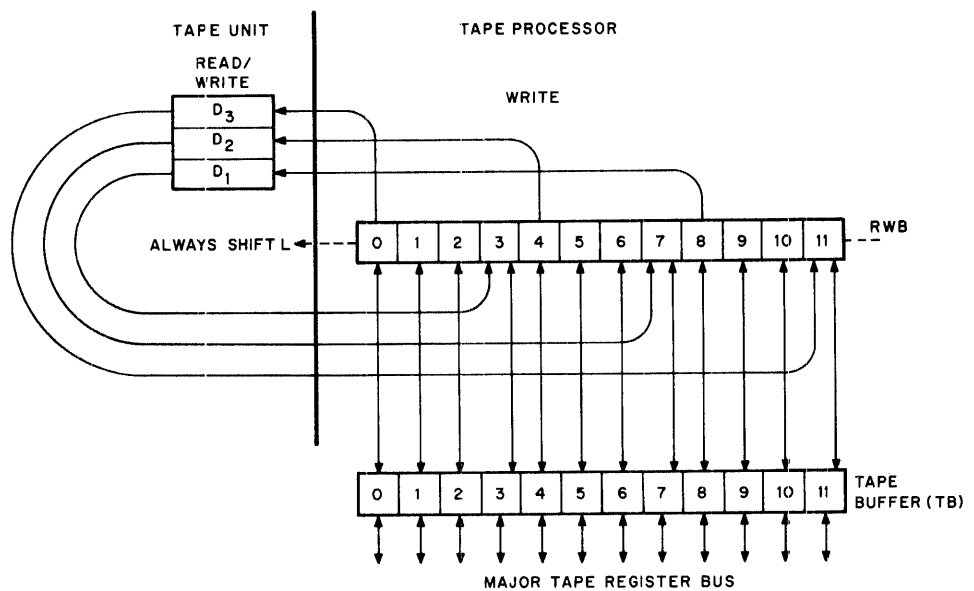 TAPE UNIT
TAPE PROCESSOR
READ/
WRITE
WRITE
D3
D2
D1
ALWAYS SHIFT L
0 1 2 3 4 5 6 7 8 9 10 11
RWB
0 1 2 3 4 5 6 7 8 9 10 11
TAPE
BUFFER (TB)
MAJOR TAPE REGISTER BUS